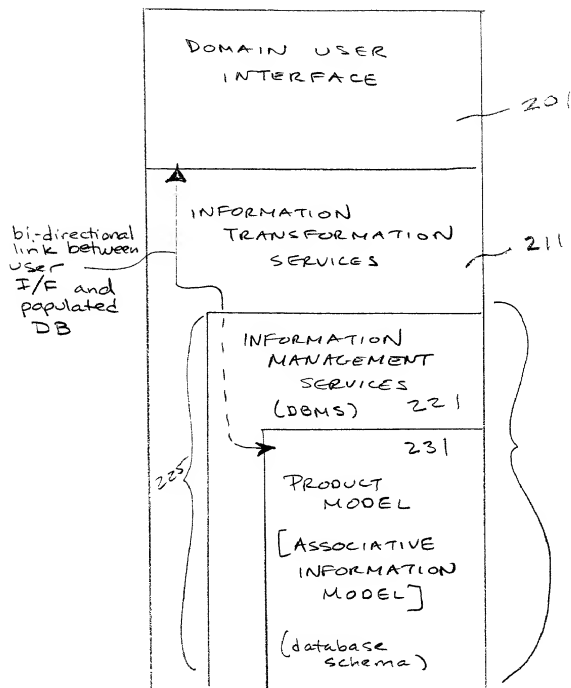 DOMAIN USER
INTERFACE
201
INFORMATION
TRANSFORMATION
SERVICES
211
bi-directional
link between
user
I/F and
populated
DB
INFORMATION
MANAGEMENT
SERVICES
(DBMS) 221
231
225
PRODUCT
MODEL
[ASSOCIATIVE
INFORMATION
MODEL]
(database
schema)